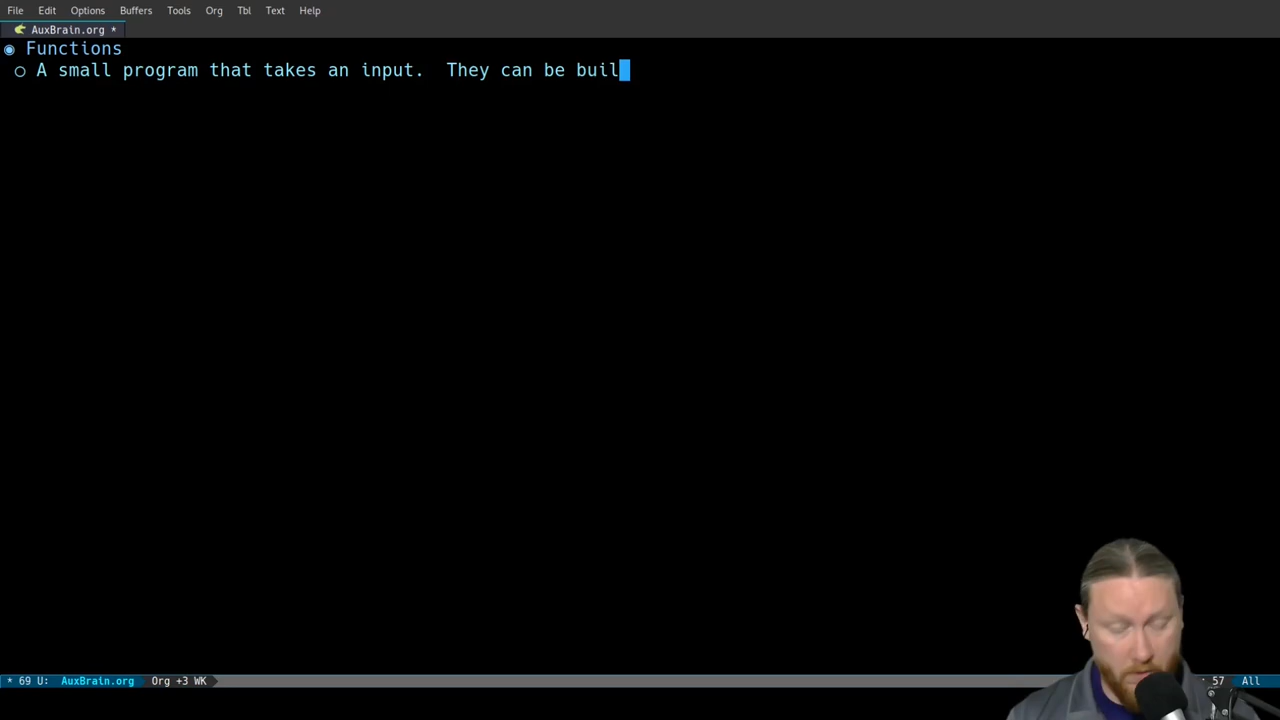 File Edit Options Buffers Tools Org Tbl Text Help
AuxBrain.org *
Functions
A small program that takes an input.  They can be buil
* 69 U: AuxBrain.org Org +3 WK 57 All